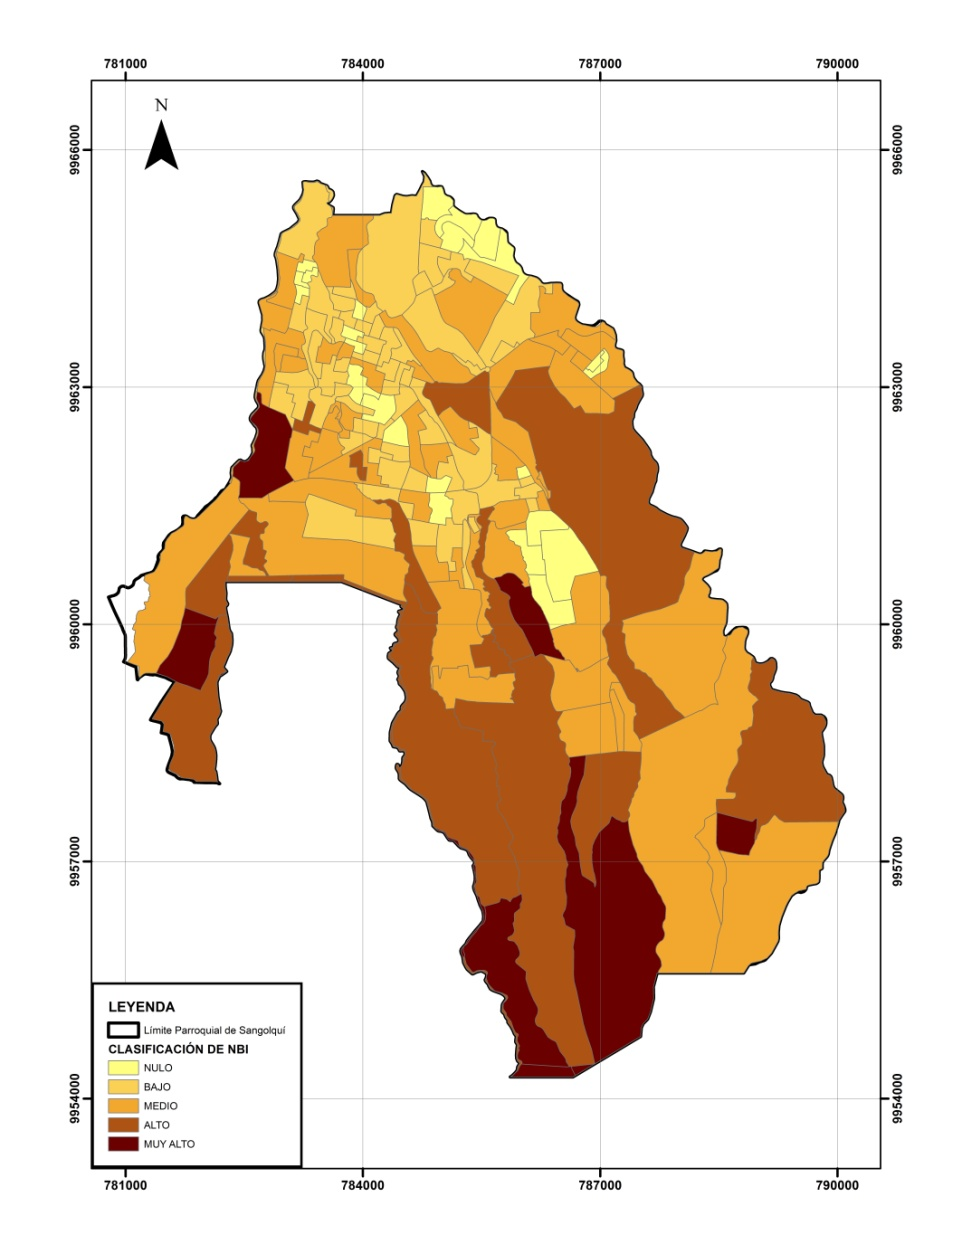 781000 784000 787000 790000
N
9966000 9966000
9963000 9963000
9960000 9960000
9957000 9957000
9954000 9954000
LEYENDA
Límite Parroquial de Sangolquí
CLASIFICACIÓN DE NBI
NULO
BAJO
MEDIO
ALTO
MUY ALTO
781000 784000 787000 790000